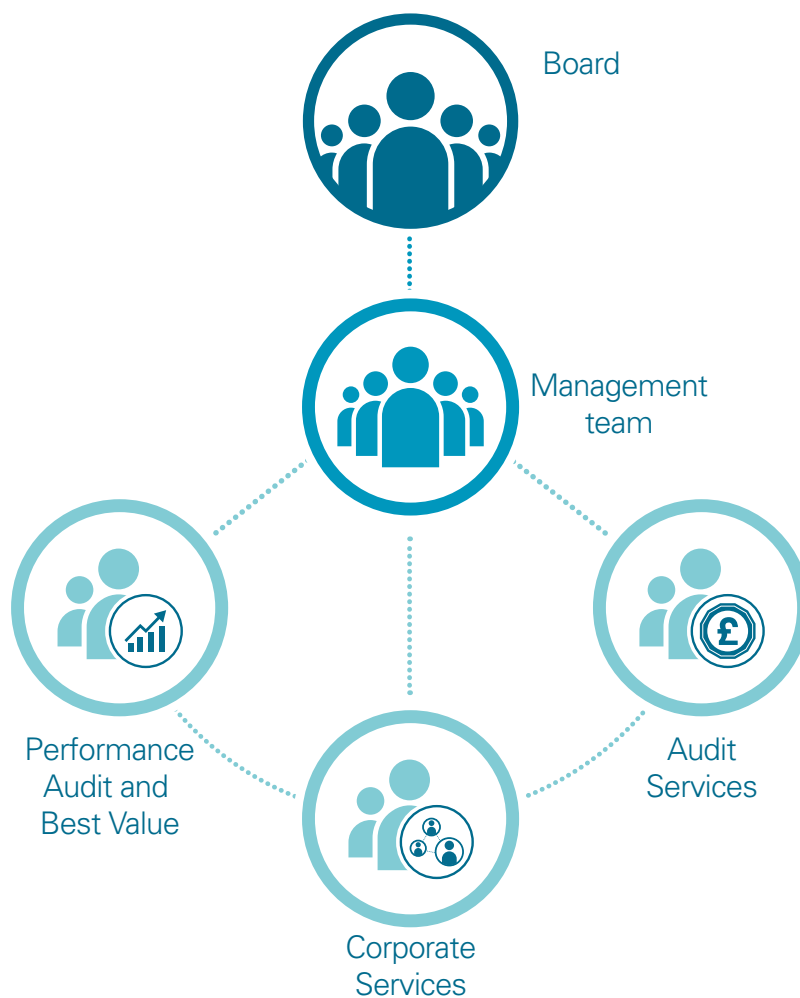 Board
Management
team
£
£
Performance
Audit and
Best Value
Audit
Services
Corporate
Services